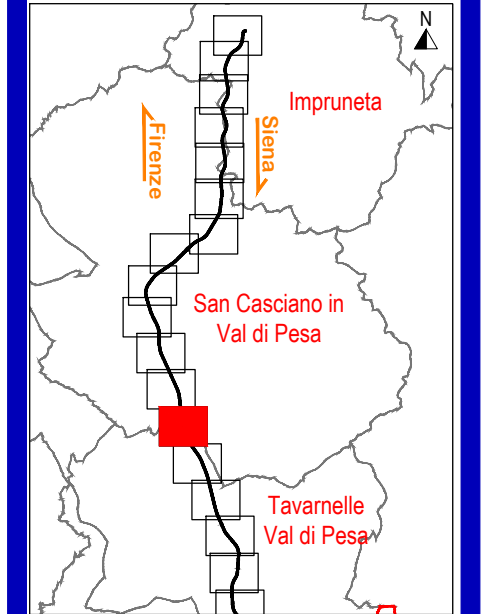 N
Impruneta
Firenze
Siena
San Casciano in
Val di Pesa
Tavarnelle
Val di Pesa